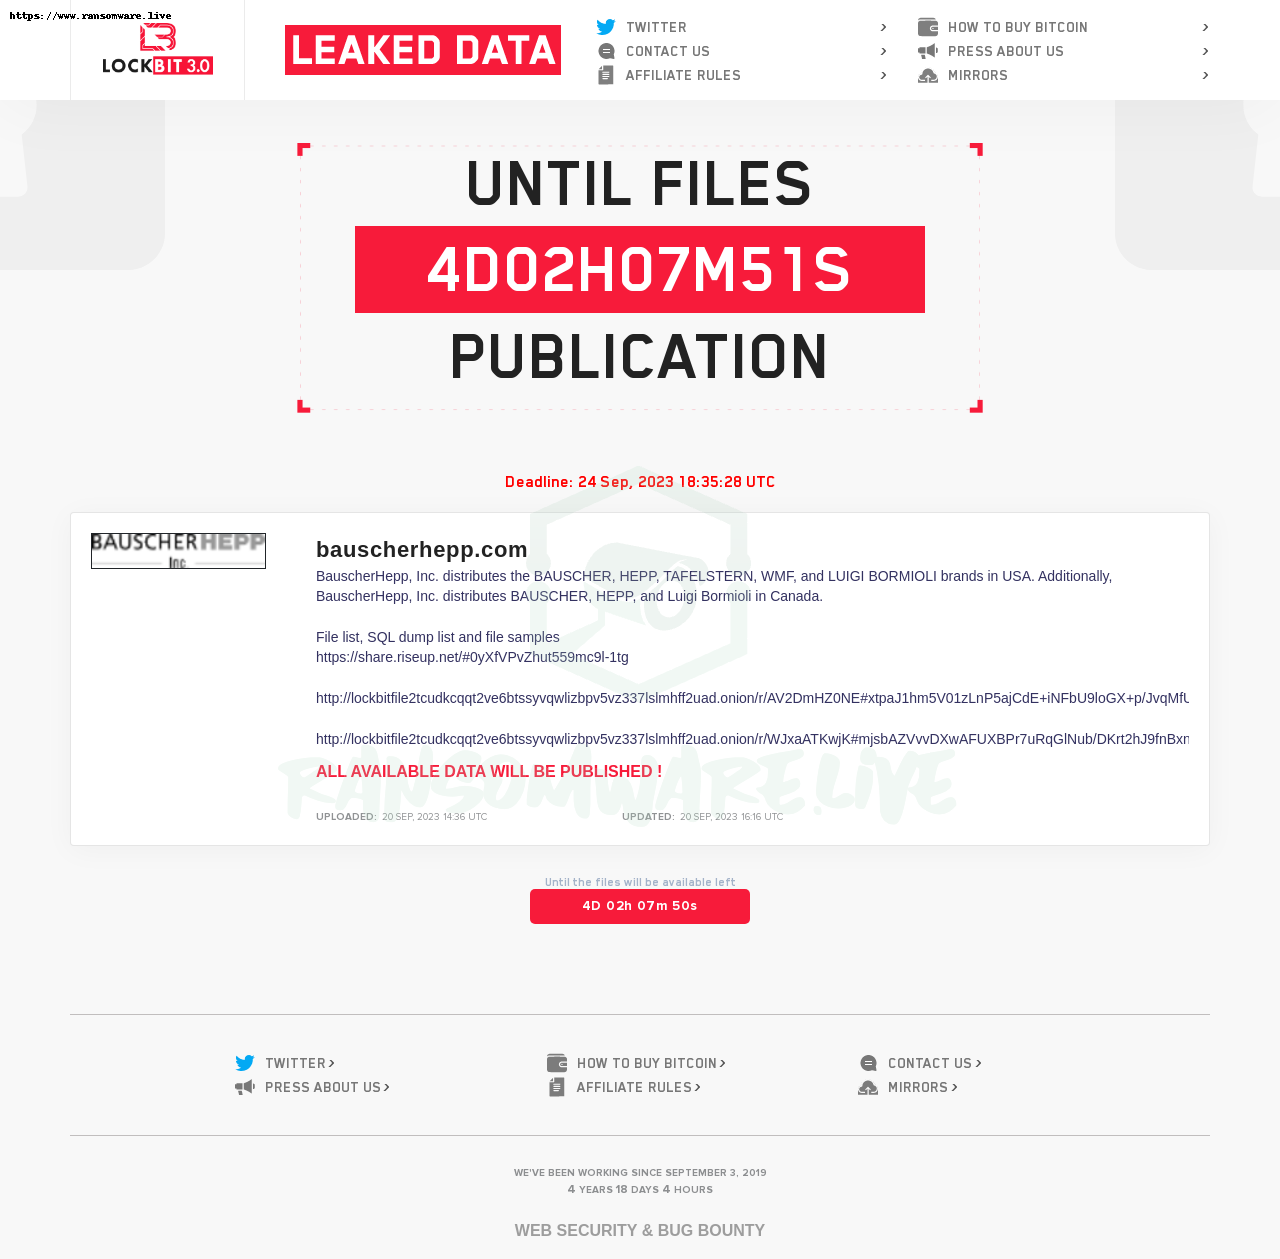 https://www.ransomware.live
LOCKBIT 3.0
LEAKED DATA
TWITTER
CONTACT US
AFFILIATE RULES
HOW TO BUY BITCOIN
PRESS ABOUT US
MIRRORS
UNTIL FILES
4D02H07M51S
PUBLICATION
Deadline: 24 Sep, 2023 18:35:28 UTC
BAUSCHERHEPP
Inc.
bauscherhepp.com
BauscherHepp, Inc. distributes the BAUSCHER, HEPP, TAFELSTERN, WMF, and LUIGI BORMIOLI brands in USA. Additionally,
BauscherHepp, Inc. distributes BAUSCHER, HEPP, and Luigi Bormioli in Canada.
File list, SQL dump list and file samples
https://share.riseup.net/#0yXfVPvZhut559mc9l-1tg
http://lockbitfile2tcudkcqqt2ve6btssyvqwlizbpv5vz337lslmhff2uad.onion/r/AV2DmHZ0NE#xtpaJ1hm5V01zLnP5ajCdE+iNFbU9loGX+p/JvqMfU
http://lockbitfile2tcudkcqqt2ve6btssyvqwlizbpv5vz337lslmhff2uad.onion/r/WJxaATKwjK#mjsbAZVvvDXwAFUXBPr7uRqGlNub/DKrt2hJ9fnBxn
ALL AVAILABLE DATA WILL BE PUBLISHED !
RANSOMWARE.LIVE
UPLOADED: 20 SEP, 2023 14:36 UTC
UPDATED: 20 SEP, 2023 16:16 UTC
Until the files will be available left
4D 02h 07m 50s
TWITTER
HOW TO BUY BITCOIN
CONTACT US
PRESS ABOUT US
AFFILIATE RULES
MIRRORS
WE'VE BEEN WORKING SINCE SEPTEMBER 3, 2019
4 YEARS 18 DAYS 4 HOURS
WEB SECURITY & BUG BOUNTY